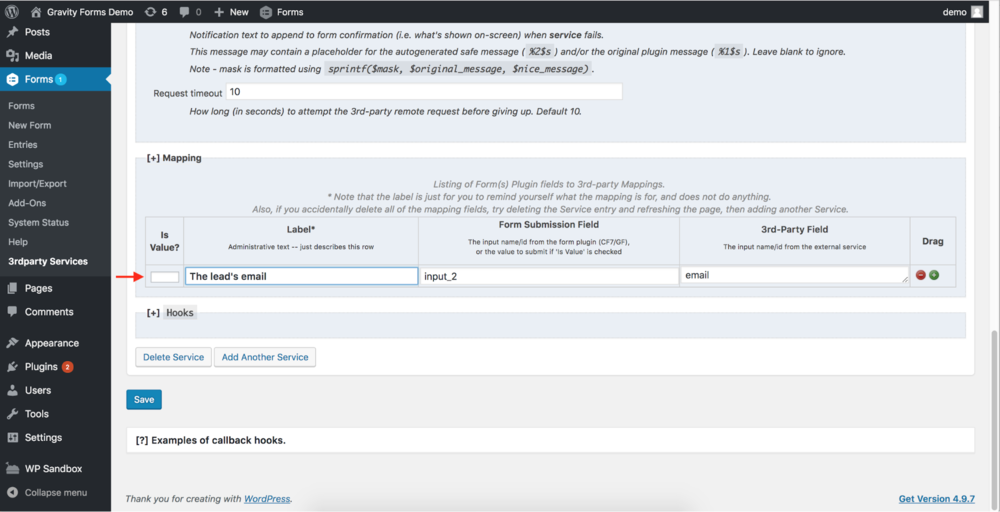 Gravity Forms Demo 6 0 + New Forms demo
Posts
Media
Forms 1
Forms
New Form
Entries
Settings
Import/Export
Add-Ons
System Status
Help
3rdparty Services
Pages
Comments
Appearance
Plugins 2
Users
Tools
Settings
WP Sandbox
Collapse menu
Notification text to append to form confirmation (i.e. what's shown on-screen) when service fails.
This message may contain a placeholder for the autogenerated safe message ( %2$s ) and/or the original plugin message ( %1$s ). Leave blank to ignore.
Note - mask is formatted using sprintf($mask, $original_message, $nice_message).
Request timeout 10
How long (in seconds) to attempt the 3rd-party remote request before giving up. Default 10.
[+] Mapping
Listing of Form(s) Plugin fields to 3rd-party Mappings.
* Note that the label is just for you to remind yourself what the mapping is for, and does not do anything.
Also, if you accidentally delete all of the mapping fields, try deleting the Service entry and refreshing the page, then adding another Service.
Is
Value?
Label*
Administrative text -- just describes this row
Form Submission Field
The input name/id from the form plugin (CF7/GF),
or the value to submit if 'Is Value' is checked
3rd-Party Field
The input name/id from the external service
Drag
The lead's email
input_2
email
[+] Hooks
Delete Service
Add Another Service
Save
[?] Examples of callback hooks.
Thank you for creating with WordPress.
Get Version 4.9.7